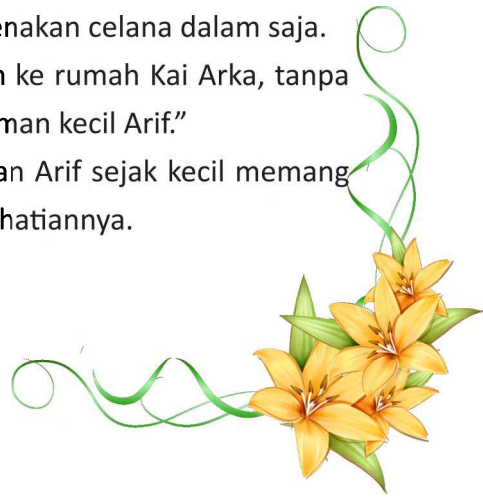 enakan celana dalam saja.
n ke rumah Kai Arka, tanpa
man kecil Arif.”
an Arif sejak kecil memang
hatiannya.